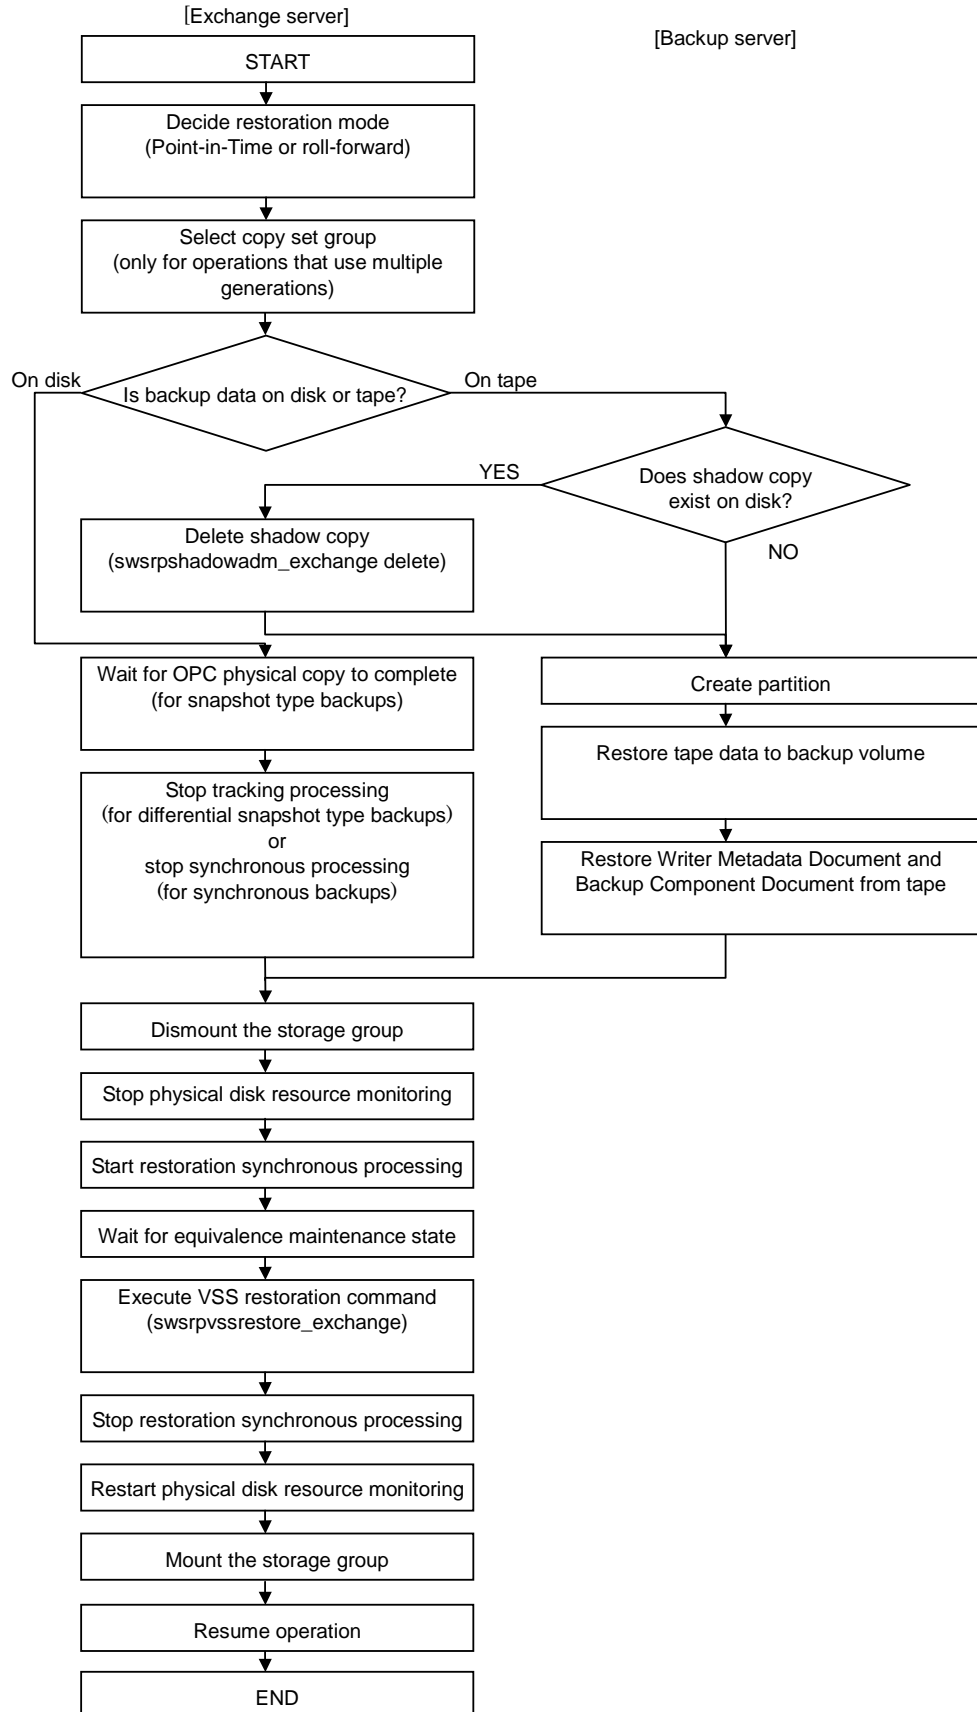 [Exchange server]
[Backup server]
START
Decide restoration mode
(Point-in-Time or roll-forward)
Select copy set group
(only for operations that use multiple
generations)
On disk
Is backup data on disk or tape?
On tape
Does shadow copy
exist on disk?
YES
NO
Delete shadow copy
(swsrpshadowadm_exchange delete)
Wait for OPC physical copy to complete
(for snapshot type backups)
Create partition
Restore tape data to backup volume
Stop tracking processing
(for differential snapshot type backups)
or
stop synchronous processing
(for synchronous backups)
Restore Writer Metadata Document and
Backup Component Document from tape
Dismount the storage group
Stop physical disk resource monitoring
Start restoration synchronous processing
Wait for equivalence maintenance state
Execute VSS restoration command
(swsrpvssrestore_exchange)
Stop restoration synchronous processing
Restart physical disk resource monitoring
Mount the storage group
Resume operation
END